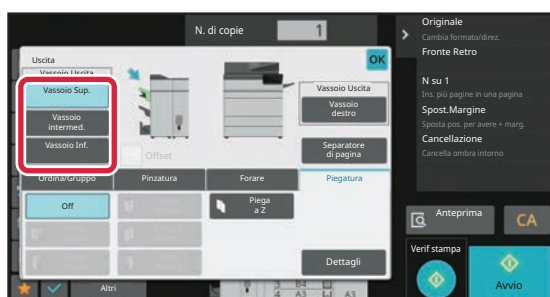 N. di copie
1
Uscita
OK
Vassoio Uscita
Vassoio Sup.
Vassoio
intermed.
Vassoio Inf.
Offset
Vassoio Uscita
Vassoio
destro
Separatore
di pagina
Ordina/Gruppo
Pinzatura
Forare
Piegatura
Off
Piega
a Z
Dettagli
Altri
3 B4
4 A3
A3
Originale
Cambia formato/direz.
Fronte Retro
N su 1
Ins. più pagine in una pagina
Spost.Margine
Sposta pos. per avere + marg.
Cancellazione
Cancella ombra intorno
Anteprima
CA
Verif stampa
Avvio